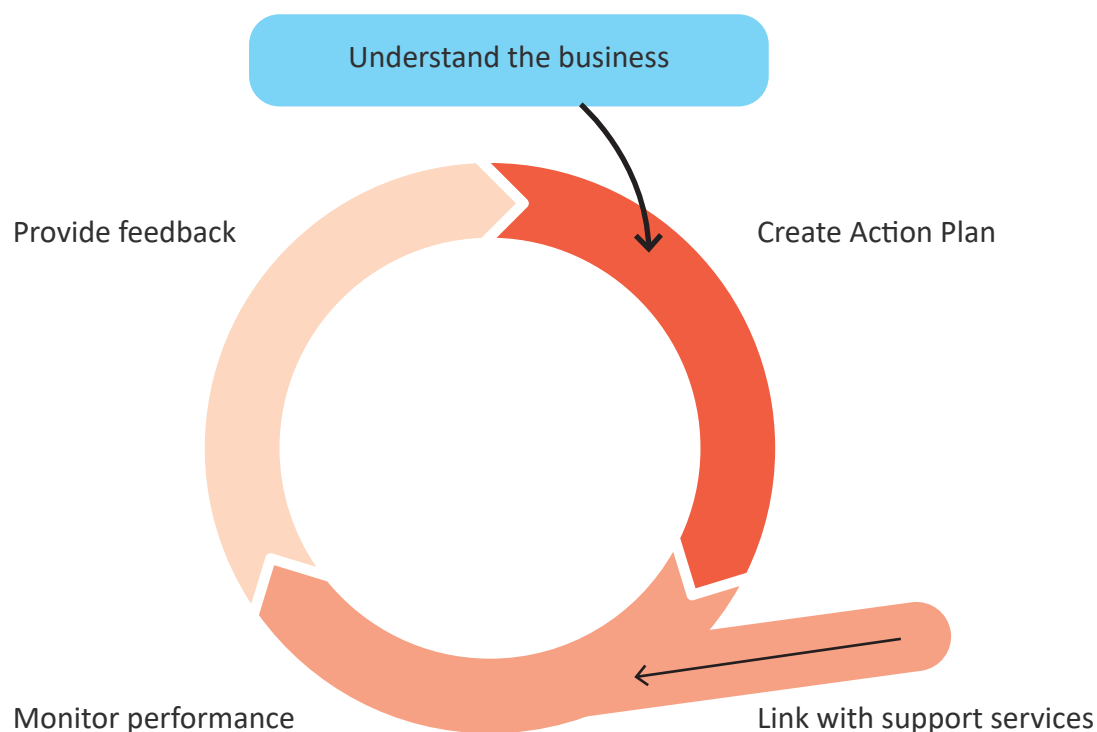 Understand the business
Provide feedback
Create Action Plan
Monitor performance
Link with support services